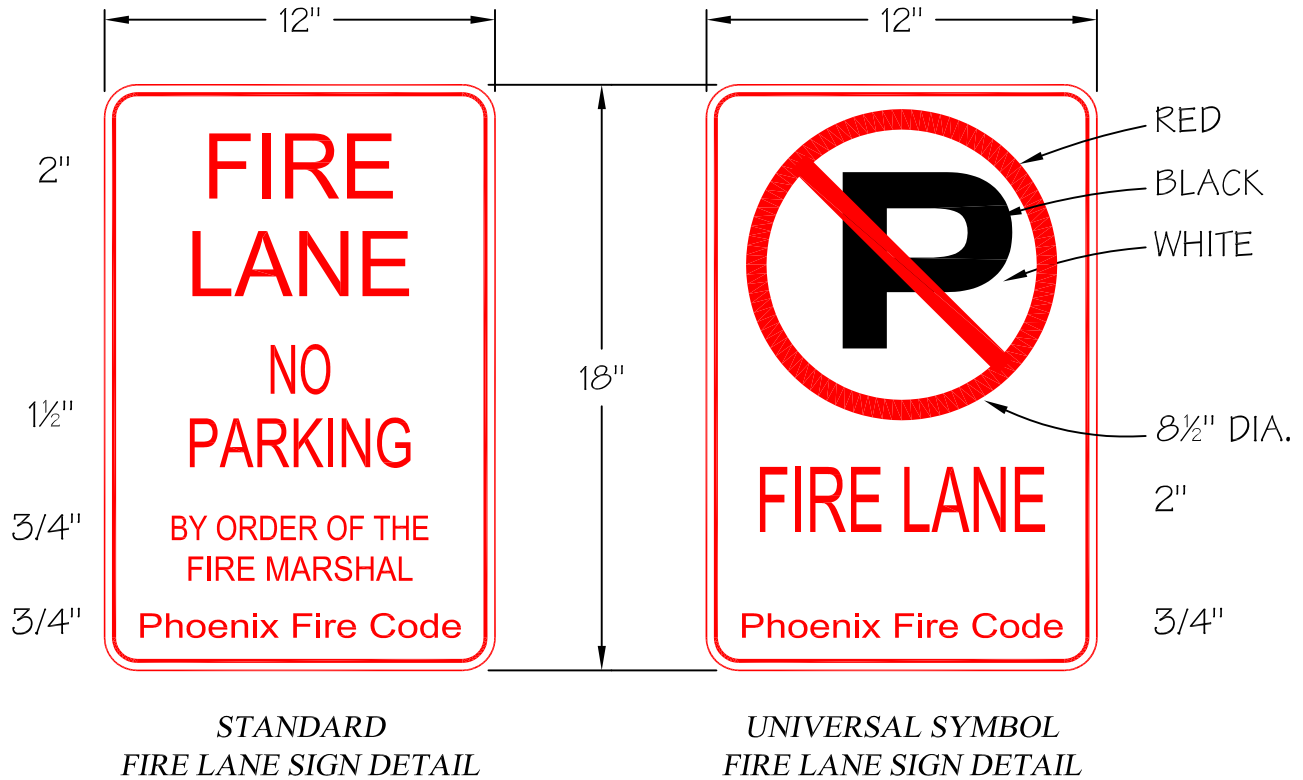 12"
12"
FIRE
LANE
NO
PARKING
BY ORDER OF THE
FIRE MARSHAL
Phoenix Fire Code
2"
1½"
3/4"
3/4"
18"
P
FIRE LANE
Phoenix Fire Code
RED
BLACK
WHITE
8½" DIA.
2"
3/4"
STANDARD
FIRE LANE SIGN DETAIL
UNIVERSAL SYMBOL
FIRE LANE SIGN DETAIL